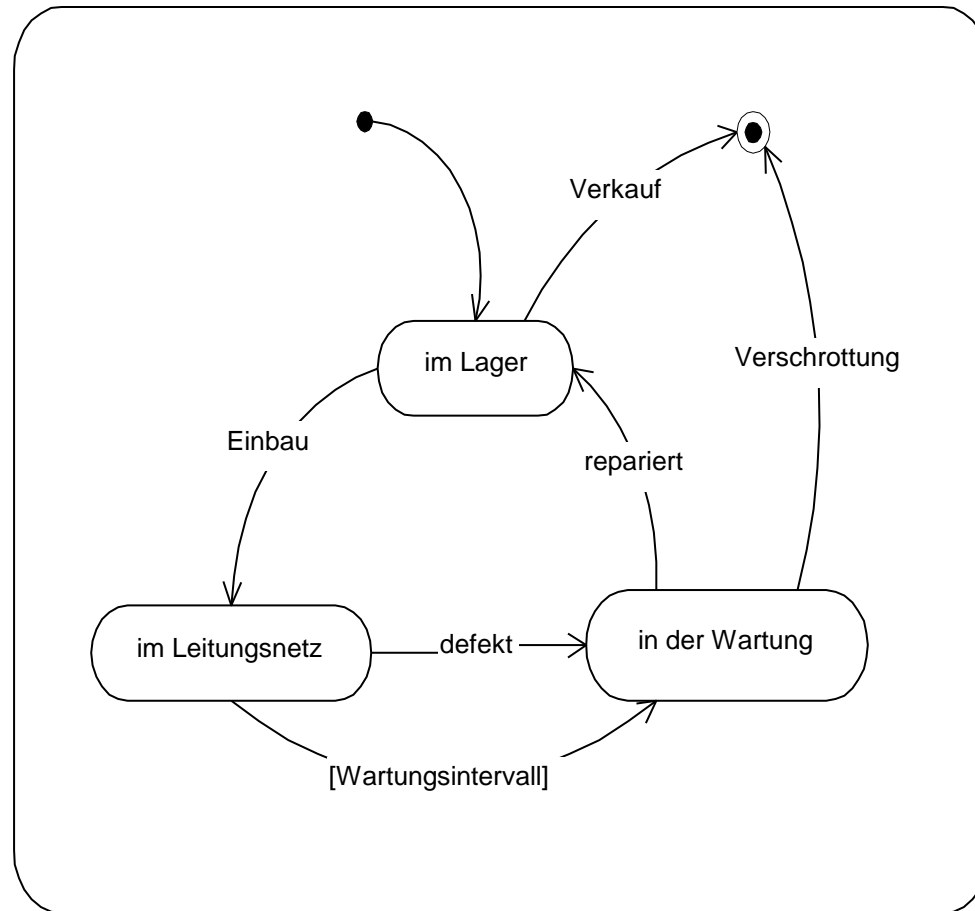 Verkauf
im Lager
Verschrottung
Einbau
repariert
im Leitungsnetz
defekt
in der Wartung
[Wartungsintervall]